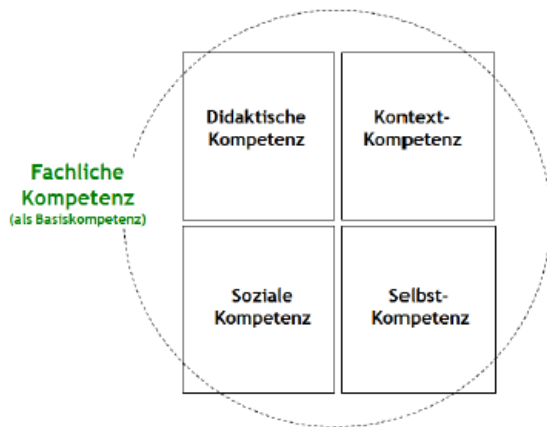 Didaktische
Kompetenz
Kontext-
Kompetenz
Fachliche
Kompetenz
(als Basiskompetenz)
Soziale
Kompetenz
Selbst-
Kompetenz